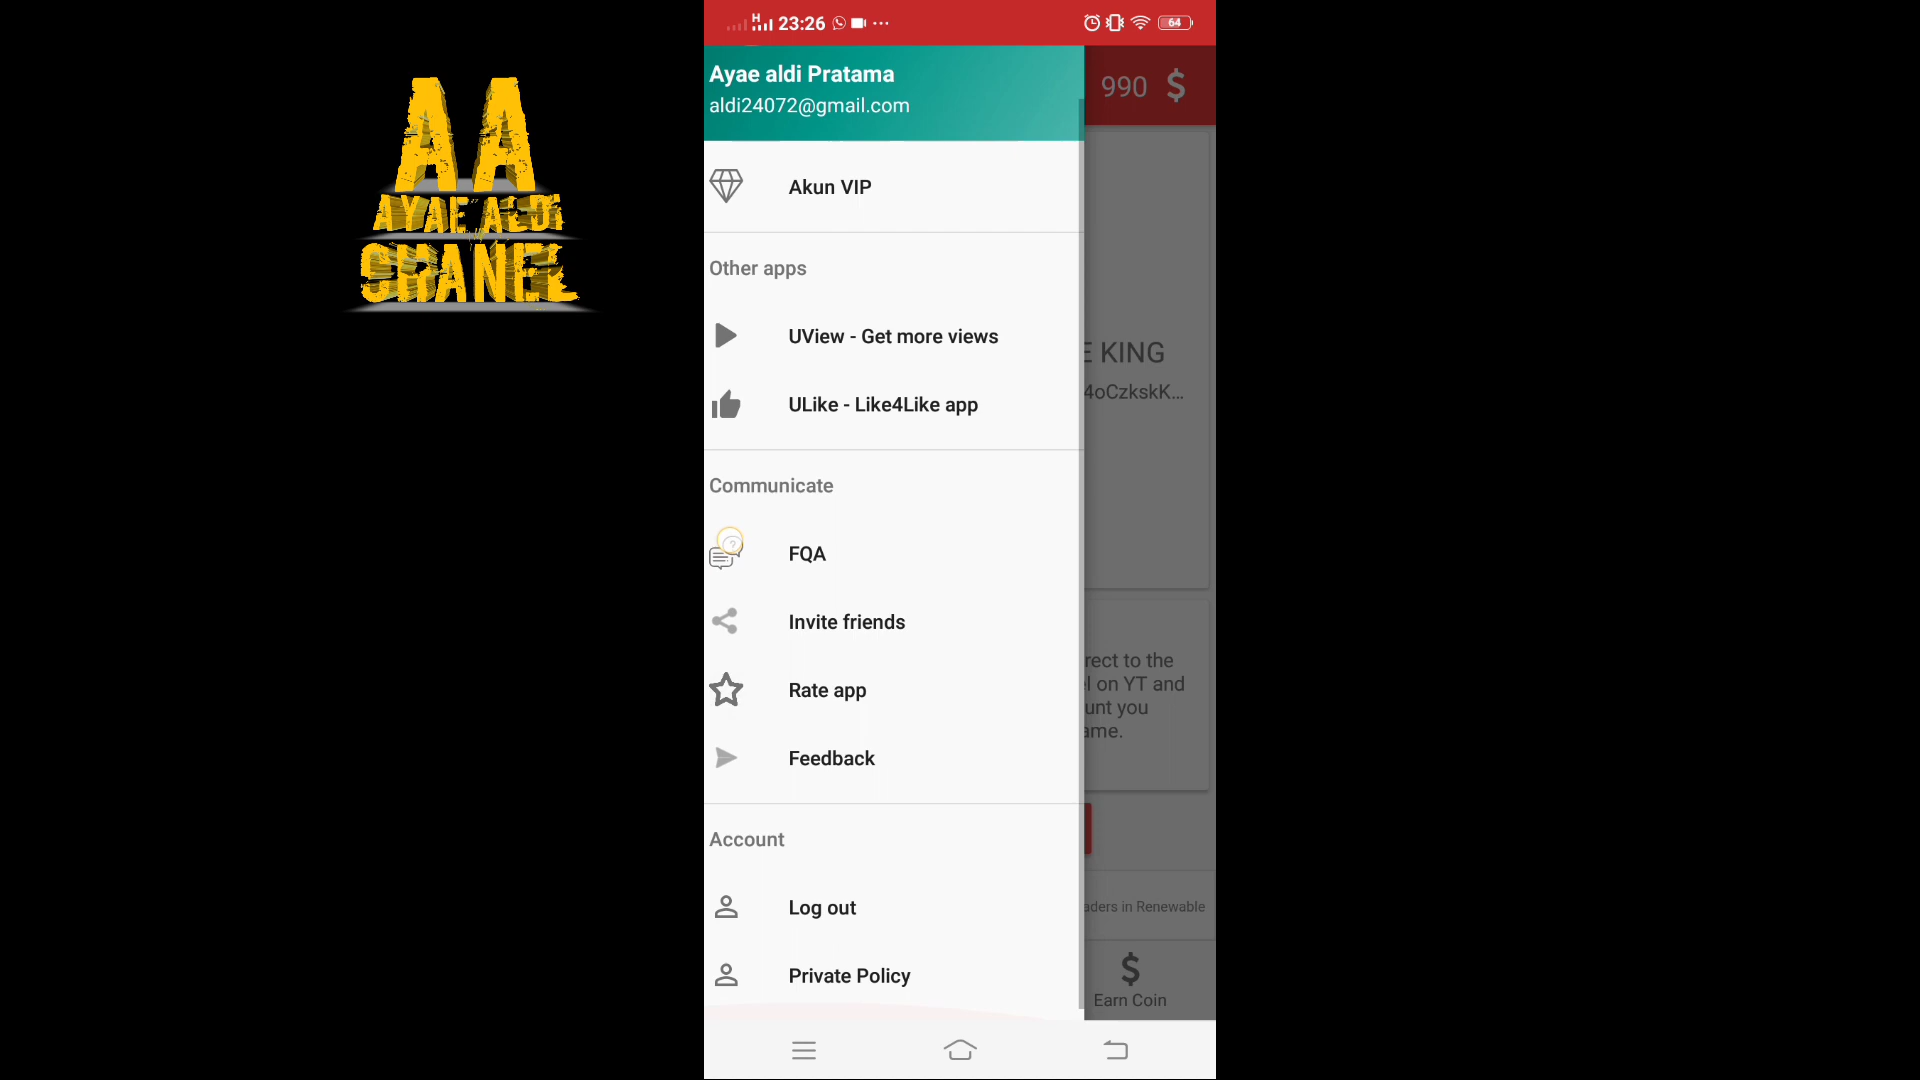 AA
AYAE ALDI
CHANEL
H 23:26 64
Ayae aldi Pratama
aldi24072@gmail.com
990 $
Akun VIP
Other apps
UView - Get more views
E KING
4oCzkskK...
ULike - Like4Like app
Communicate
FQA
Invite friends
rect to the
l on YT and
unt you
ame.
Rate app
Feedback
Account
Log out
aders in Renewable
Private Policy
$
Earn Coin